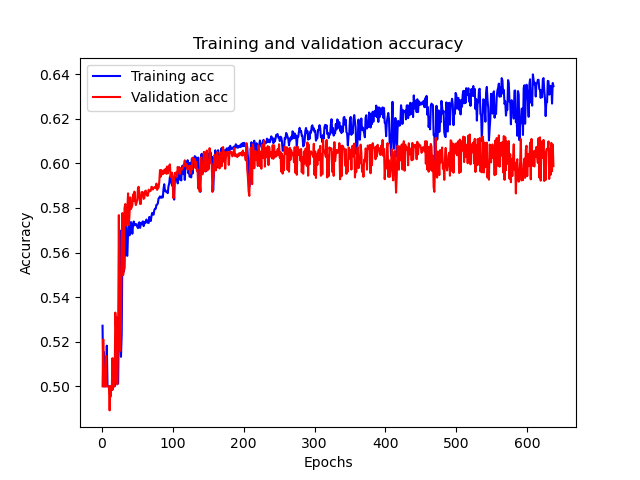 Training and validation accuracy
Training acc
Validation acc
0.64
0.62
0.60
0.58
0.56
0.54
0.52
0.50
Accuracy
0 100 200 300 400 500 600
Epochs